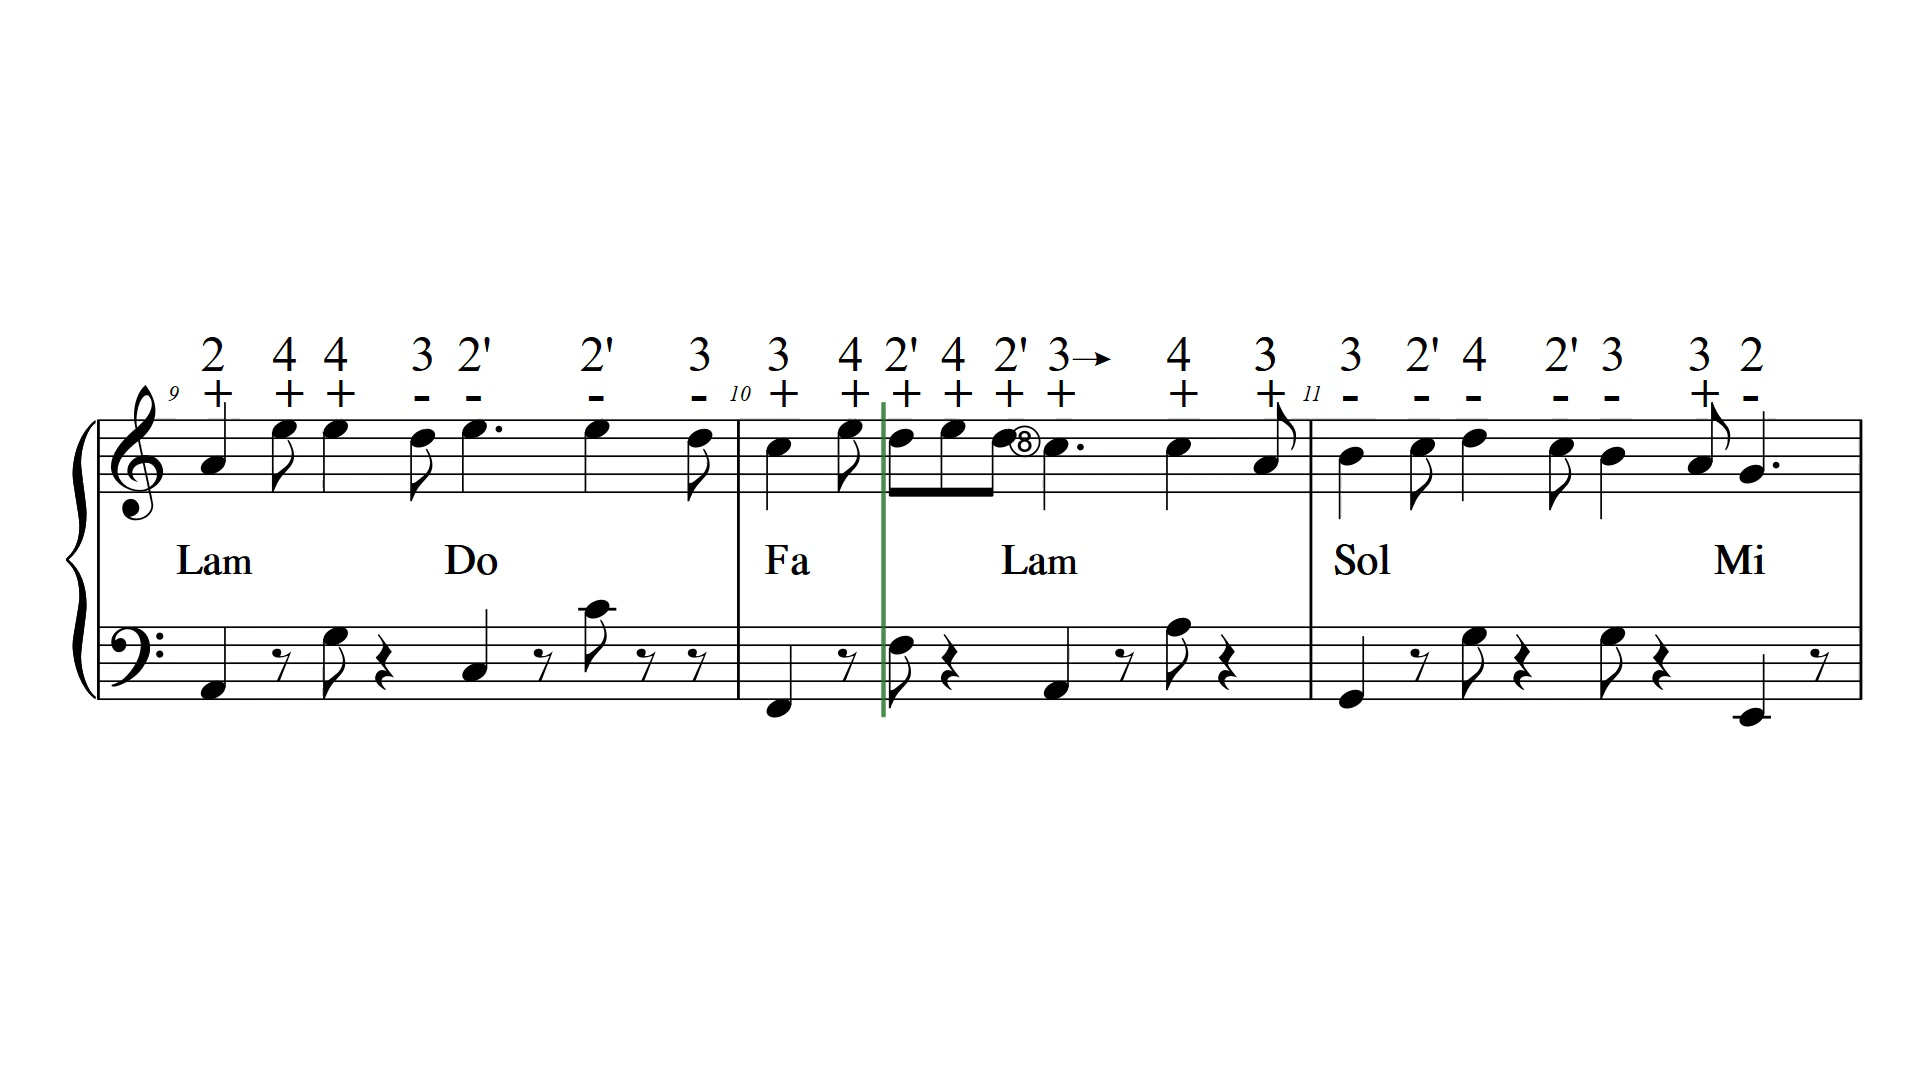 2 4 4 3 2' 2' 3 3 4 2' 4 2' 3→ 4 3 3 2' 4 2' 3 3 2
9 + + + - - - - 10 + + + + + + + + 11 - - - - - + -
8
Lam Do Fa Lam Sol Mi